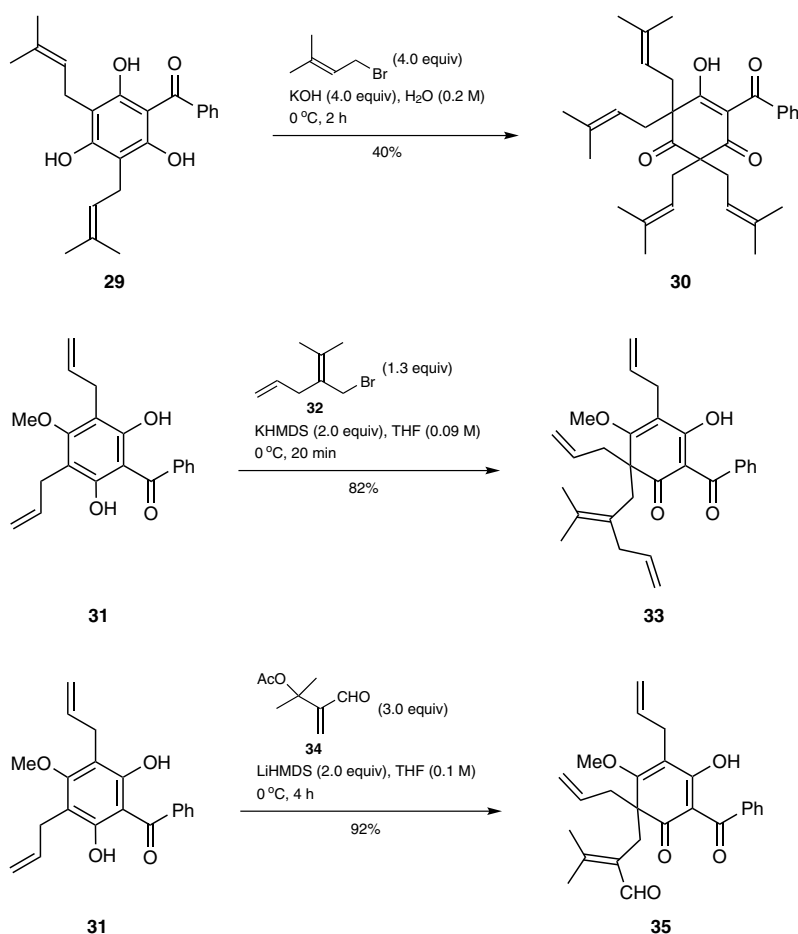 OH
O
Ph
HO
OH
29
Br
(4.0 equiv)
KOH (4.0 equiv), H₂O (0.2 M)
0 °C, 2 h
40%
OH
O
Ph
O
O
30
MeO
OH
Ph
OH
O
31
Br
(1.3 equiv)
32
KHMDS (2.0 equiv), THF (0.09 M)
0 °C, 20 min
82%
MeO
OH
Ph
O
O
33
MeO
OH
Ph
OH
O
31
AcO
CHO
(3.0 equiv)
34
LiHMDS (2.0 equiv), THF (0.1 M)
0 °C, 4 h
92%
MeO
OH
Ph
O
O
CHO
35